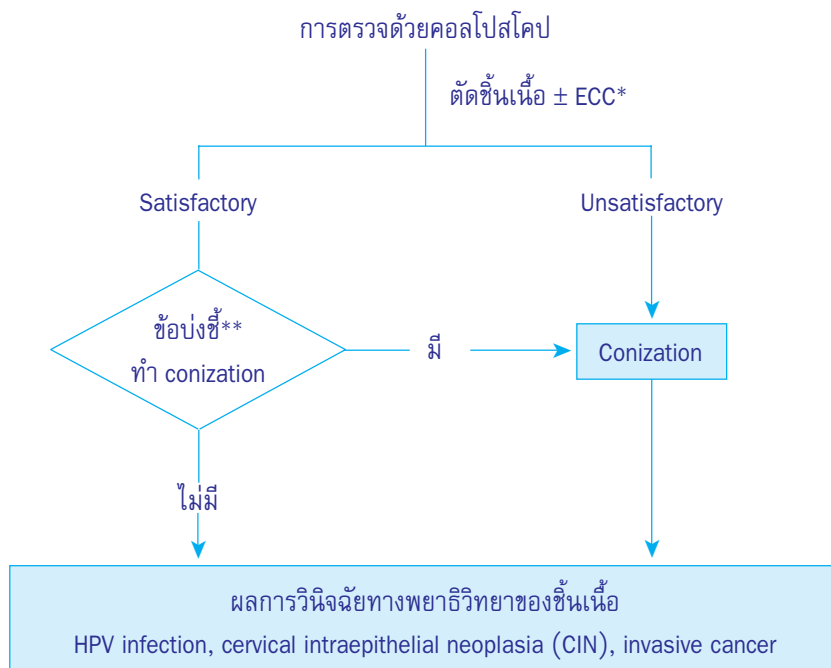 การตรวจด้วยคอลโปสโคป
ตัดชิ้นเนื้อ ± ECC*
Satisfactory
Unsatisfactory
ข้อบ่งชี้**
ทำ conization
มี
Conization
ไม่มี
ผลการวินิจฉัยทางพยาธิวิทยาของชิ้นเนื้อ
HPV infection, cervical intraepithelial neoplasia (CIN), invasive cancer